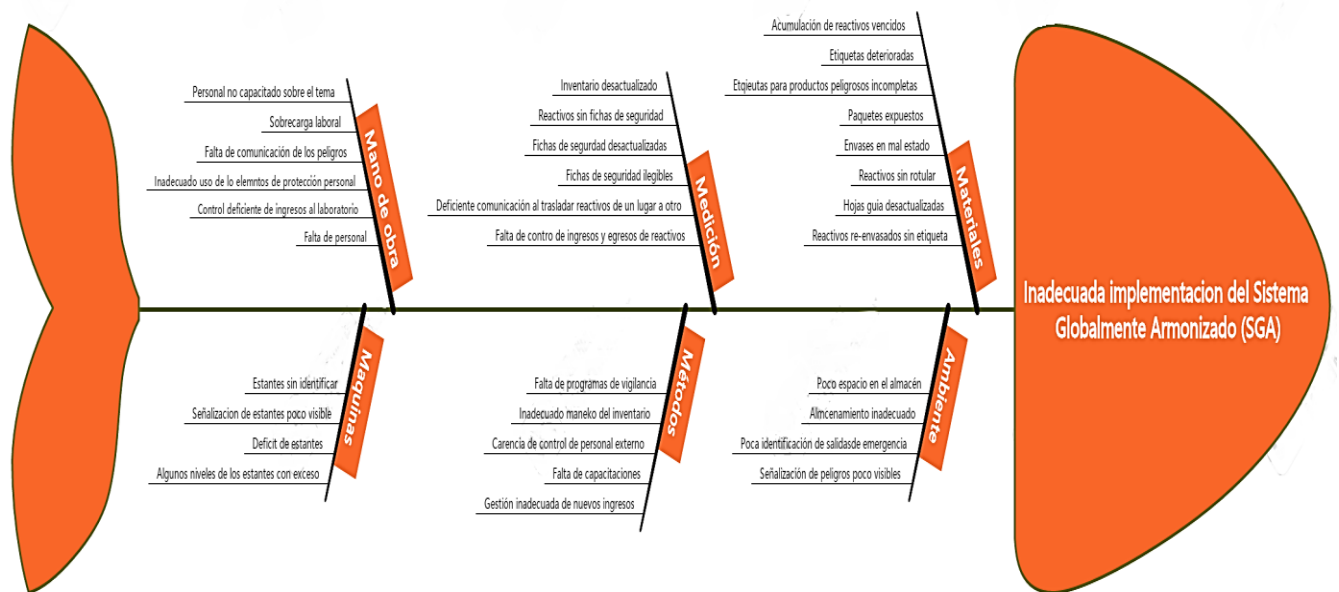 Personal no capacitado sobre el tema
Sobrecarga laboral
Falta de comunicación de los peligros
Inadecuado uso de lo elemntos de protección personal
Control deficiente de ingresos al laboratorio
Falta de personal
Mano de obra
Inventario desactualizado
Reactivos sin fichas de seguridad
Fichas de segurdad desactualizadas
Fichas de seguridad ilegibles
Deficiente comunicación al trasladar reactivos de un lugar a otro
Falta de contro de ingresos y egresos de reactivos
Medición
Acumulación de reactivos vencidos
Etiquetas deterioradas
Etqieutas para productos peligrosos incompletas
Paquetes expuestos
Envases en mal estado
Reactivos sin rotular
Hojas guia desactualizadas
Reactivos re-envasados sin etiqueta
Materiales
Inadecuada implementacion del Sistema
Globalmente Armonizado (SGA)
Estantes sin identificar
Señalizacion de estantes poco visible
Deficit de estantes
Algunos niveles de los estantes con exceso
Maquinas
Falta de programas de vigilancia
Inadecuado maneko del inventario
Carencia de control de personal externo
Falta de capacitaciones
Gestión inadecuada de nuevos ingresos
Métodos
Poco espacio en el almacén
Almcenamiento inadecuado
Poca identificación de salidasde emergencia
Señalización de peligros poco visibles
Ambiente